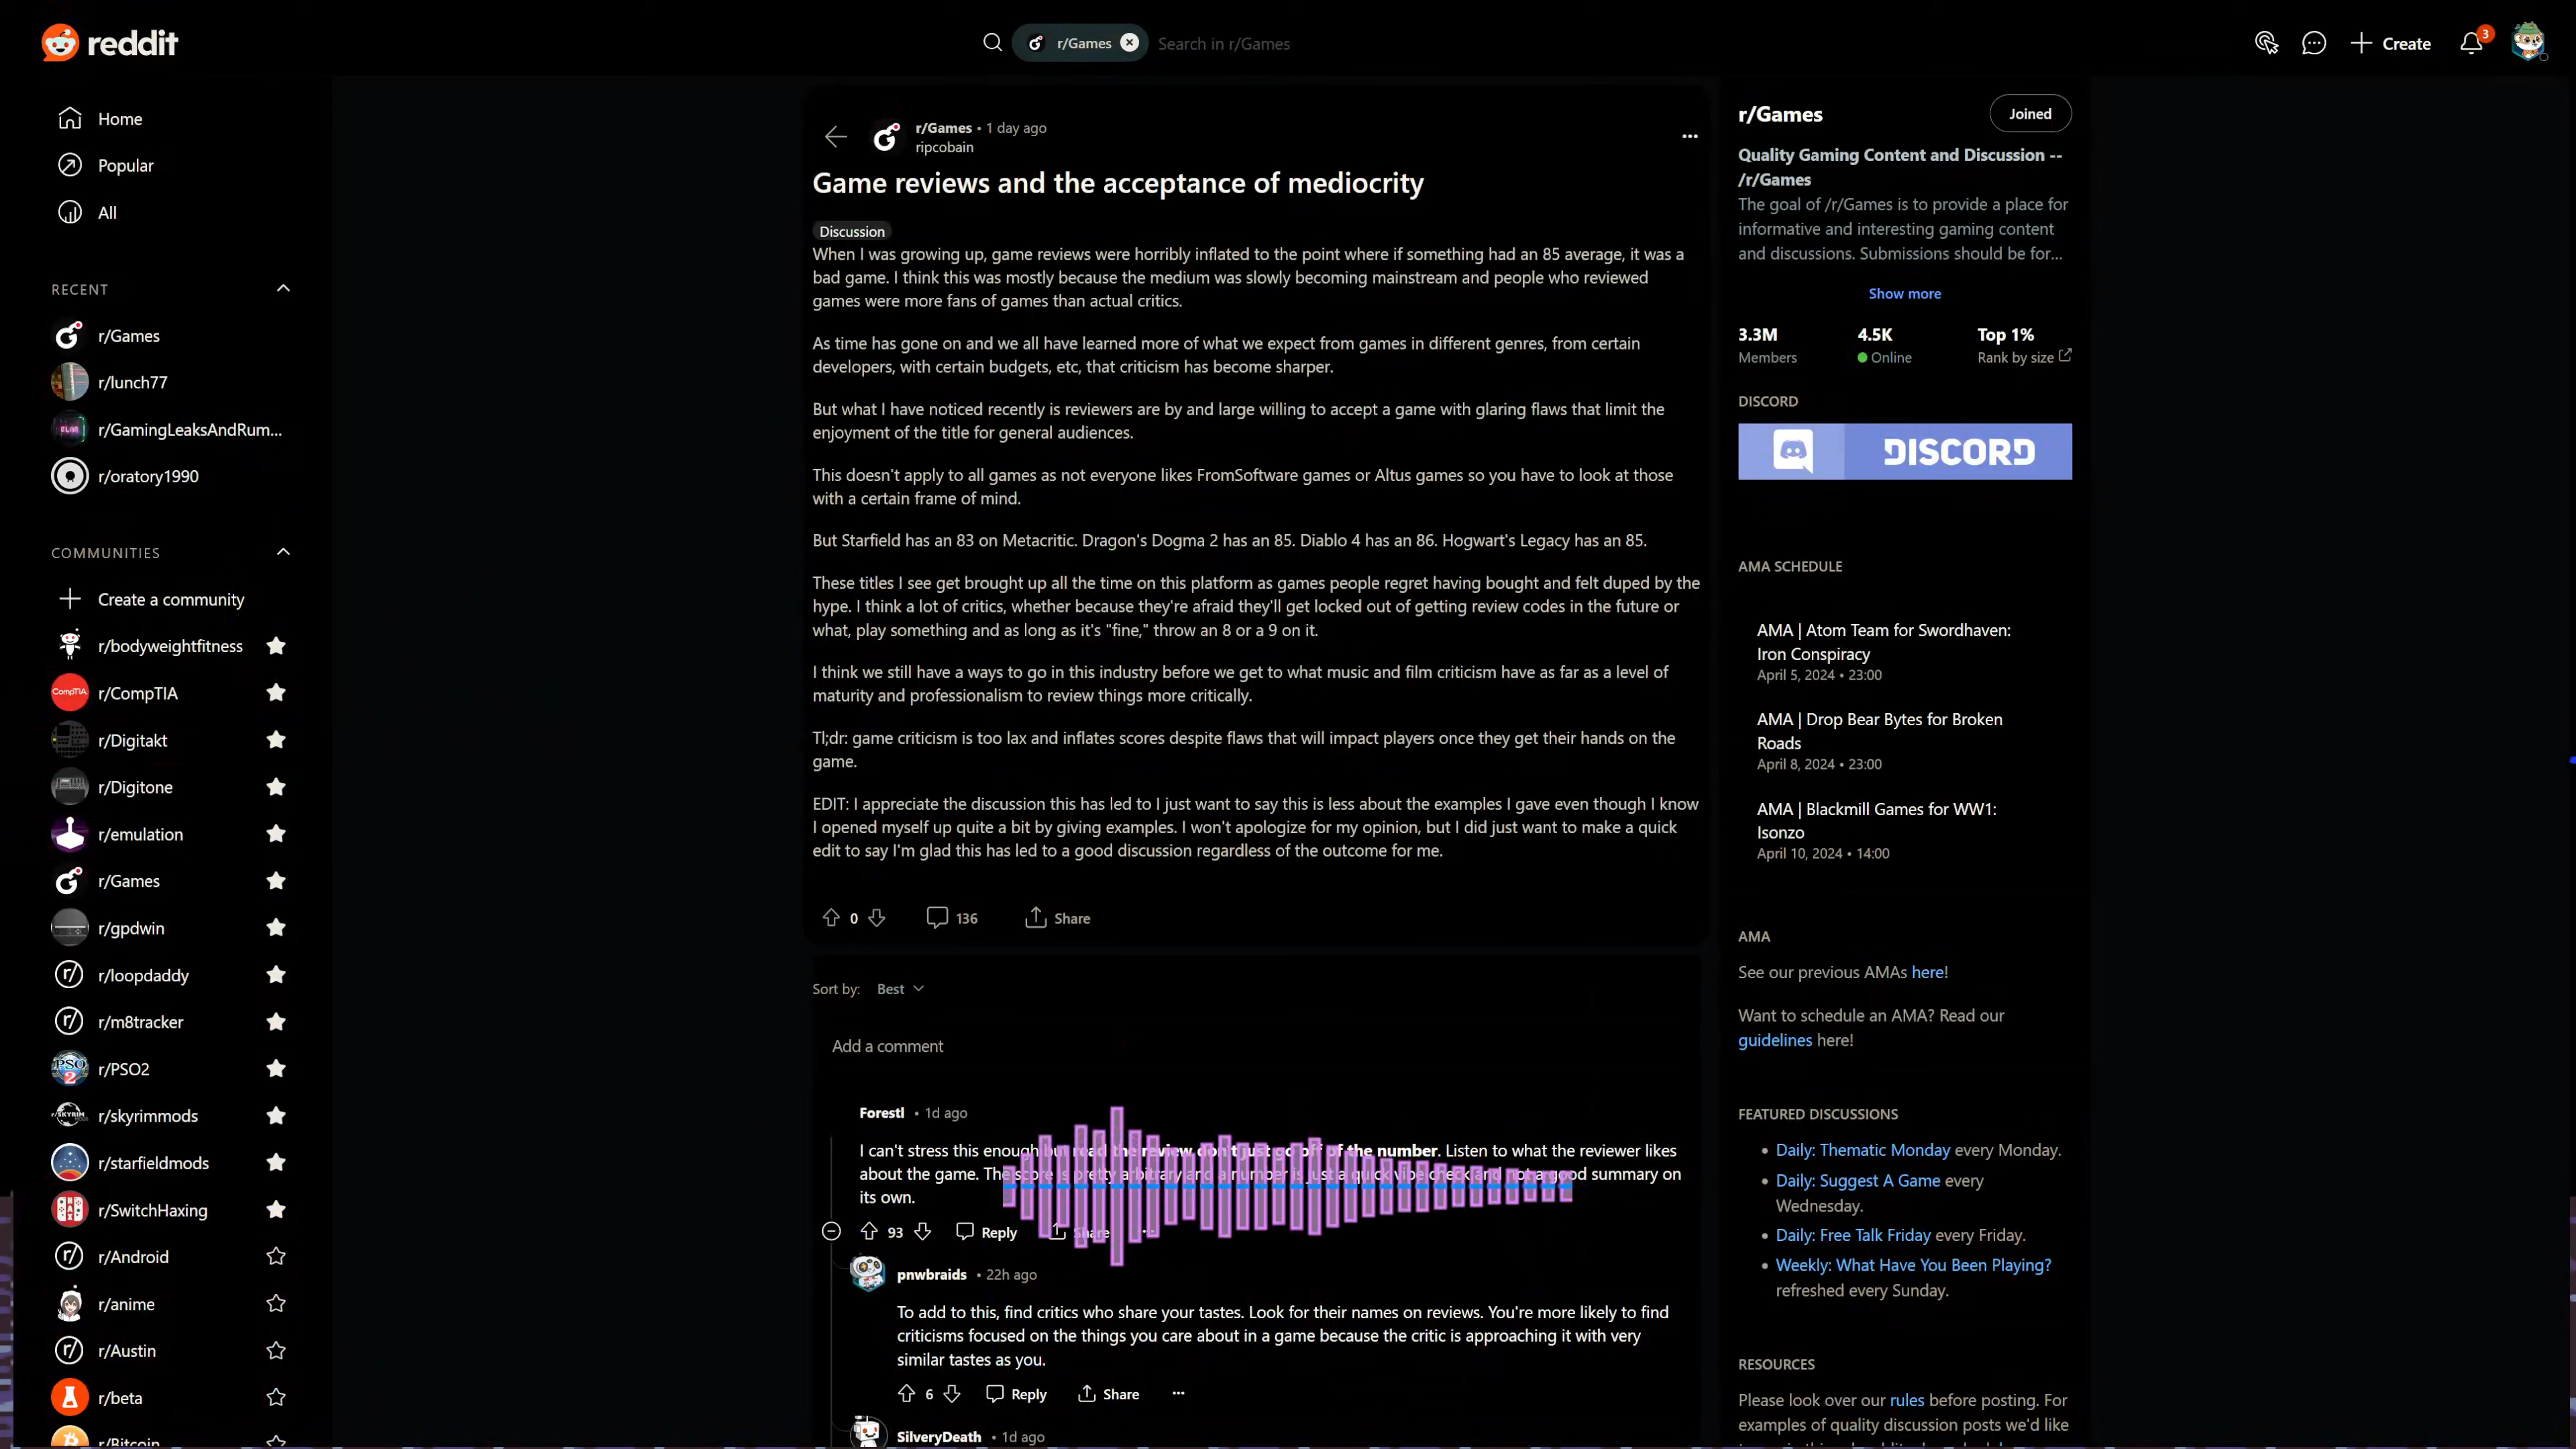 reddit
r/Games
Search in r/Games
Create
3
Home
Popular
All
RECENT
r/Games
r/lunch77
r/GamingLeaksAndRum...
r/oratory1990
COMMUNITIES
Create a community
r/bodyweightfitness
CompTIA
r/CompTIA
r/Digitakt
r/Digitone
r/emulation
r/Games
r/gpdwin
r/loopdaddy
r/m8tracker
r/PSO2
r/skyrimmods
r/starfieldmods
r/SwitchHaxing
r/Android
r/anime
r/Austin
r/beta
r/Bitcoin
r/Games • 1 day ago
ripcobain
Game reviews and the acceptance of mediocrity
Discussion
When I was growing up, game reviews were horribly inflated to the point where if something had an 85 average, it was a
bad game. I think this was mostly because the medium was slowly becoming mainstream and people who reviewed
games were more fans of games than actual critics.
As time has gone on and we all have learned more of what we expect from games in different genres, from certain
developers, with certain budgets, etc, that criticism has become sharper.
But what I have noticed recently is reviewers are by and large willing to accept a game with glaring flaws that limit the
enjoyment of the title for general audiences.
This doesn't apply to all games as not everyone likes FromSoftware games or Altus games so you have to look at those
with a certain frame of mind.
But Starfield has an 83 on Metacritic. Dragon's Dogma 2 has an 85. Diablo 4 has an 86. Hogwart's Legacy has an 85.
These titles I see get brought up all the time on this platform as games people regret having bought and felt duped by the
hype. I think a lot of critics, whether because they're afraid they'll get locked out of getting review codes in the future or
what, play something and as long as it's "fine," throw an 8 or a 9 on it.
I think we still have a ways to go in this industry before we get to what music and film criticism have as far as a level of
maturity and professionalism to review things more critically.
Tl;dr: game criticism is too lax and inflates scores despite flaws that will impact players once they get their hands on the
game.
EDIT: I appreciate the discussion this has led to I just want to say this is less about the examples I gave even though I know
I opened myself up quite a bit by giving examples. I won't apologize for my opinion, but I did just want to make a quick
edit to say I'm glad this has led to a good discussion regardless of the outcome for me.
0
136
Share
Sort by: Best
Add a comment
Forestl • 1d ago
I can't stress this enough but read the review don't just go off of the number. Listen to what the reviewer likes
about the game. The score is pretty arbitrary and a number is just a quick vibe check and not a good summary on
its own.
93
Reply
Share
pnwbraids • 22h ago
To add to this, find critics who share your tastes. Look for their names on reviews. You're more likely to find
criticisms focused on the things you care about in a game because the critic is approaching it with very
similar tastes as you.
6
Reply
Share
SilveryDeath • 1d ago
r/Games
Joined
Quality Gaming Content and Discussion --
/r/Games
The goal of /r/Games is to provide a place for
informative and interesting gaming content
and discussions. Submissions should be for...
Show more
3.3M
Members
4.5K
Online
Top 1%
Rank by size
DISCORD
DISCORD
AMA SCHEDULE
AMA | Atom Team for Swordhaven:
Iron Conspiracy
April 5, 2024 • 23:00
AMA | Drop Bear Bytes for Broken
Roads
April 8, 2024 • 23:00
AMA | Blackmill Games for WW1:
Isonzo
April 10, 2024 • 14:00
AMA
See our previous AMAs here!
Want to schedule an AMA? Read our
guidelines here!
FEATURED DISCUSSIONS
Daily: Thematic Monday every Monday.
Daily: Suggest A Game every
Wednesday.
Daily: Free Talk Friday every Friday.
Weekly: What Have You Been Playing?
refreshed every Sunday.
RESOURCES
Please look over our rules before posting. For
examples of quality discussion posts we'd like